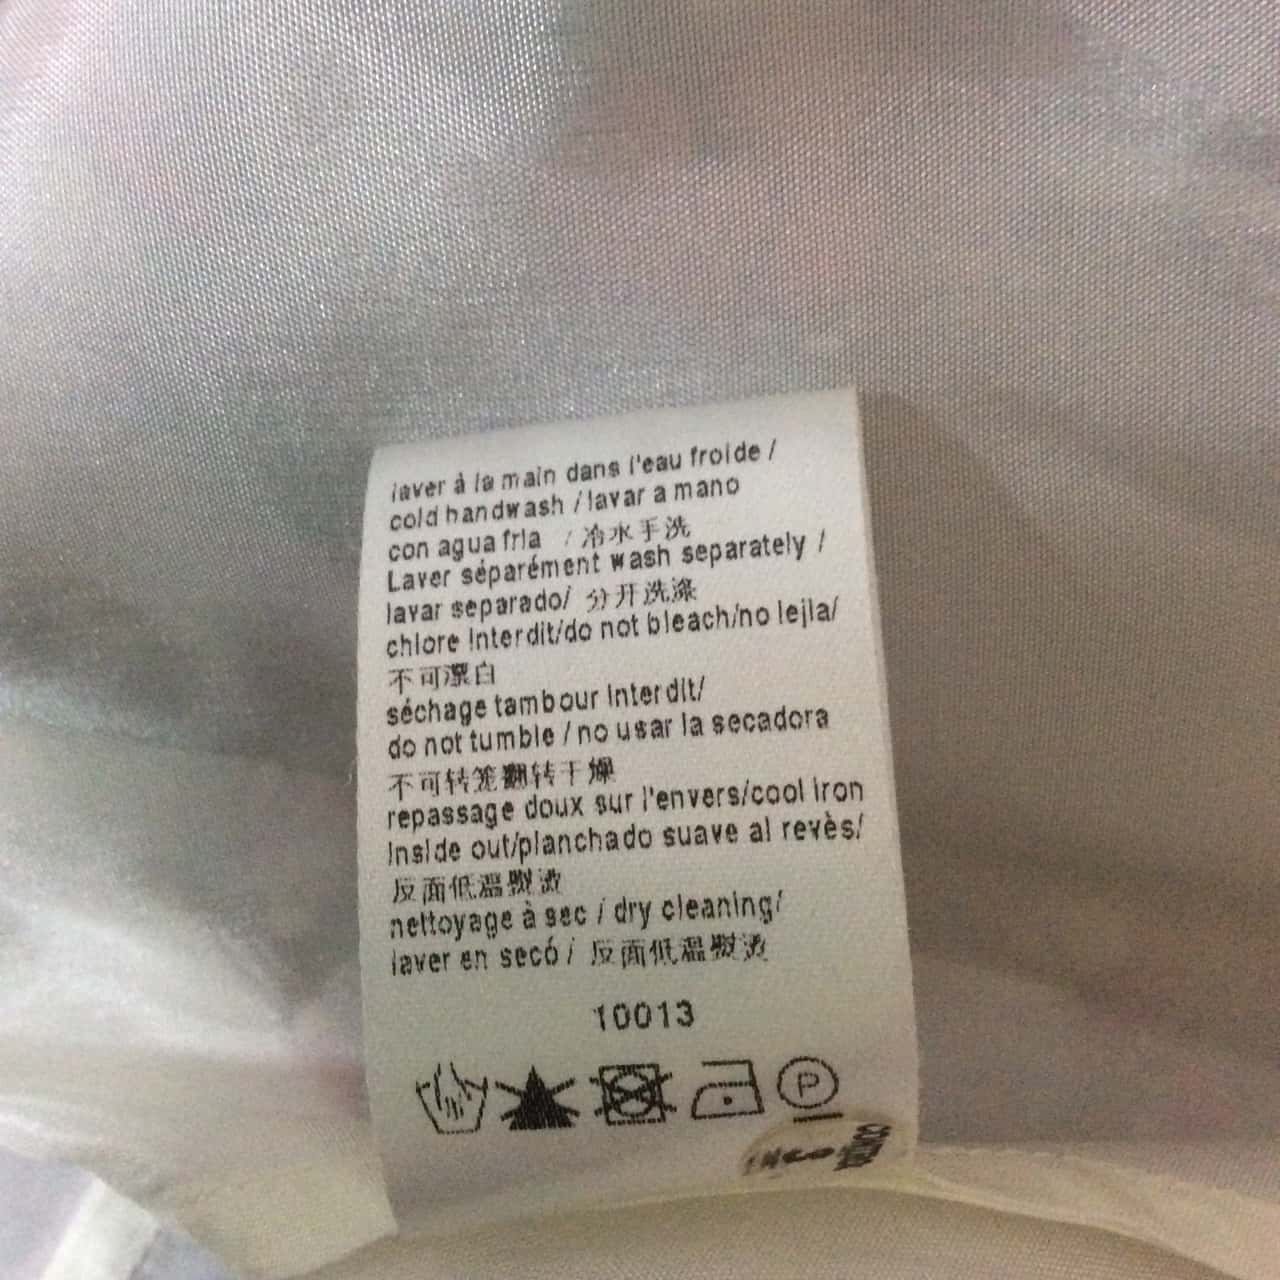 laver à la main dans l'eau froide /
cold handwash / lavar a mano
con agua fria / 冷水手洗
Laver séparément wash separately /
lavar separado/ 分开洗涤
chlore interdit/do not bleach/no lejia/
不可漂白
séchage tambour interdit/
do not tumble / no usar la secadora
不可转笼翻转干燥
repassage doux sur l'envers/cool iron
inside out/planchado suave al revès/
反面低温熨烫
nettoyage à sec / dry cleaning/
laver en secó / 反面低温熨烫
10013
P